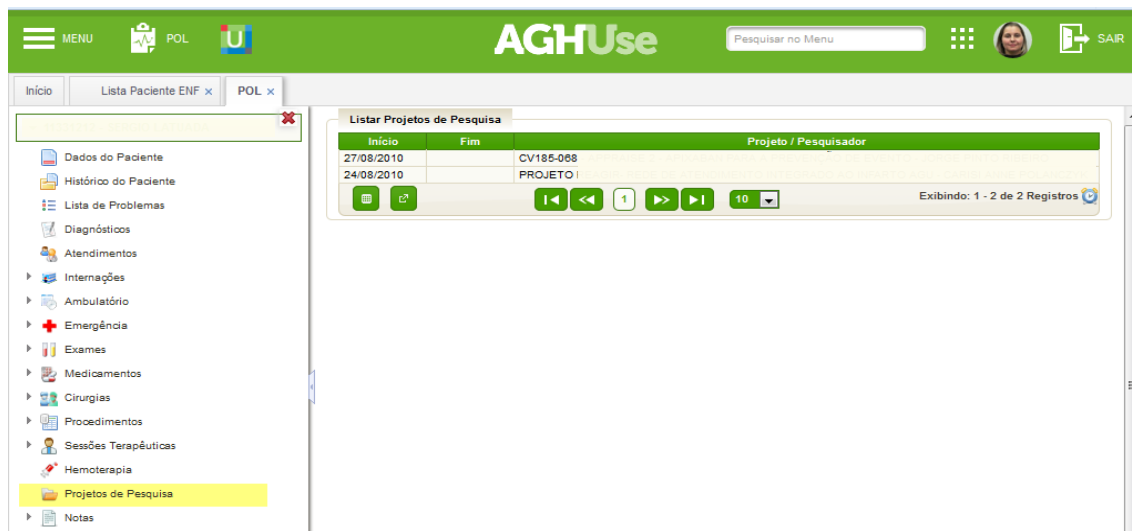 MENU POL U AGHUse Pesquisar no Menu SAIR
Início Lista Paciente ENF × POL ×
Dados do Paciente
Histórico do Paciente
Lista de Problemas
Diagnósticos
Atendimentos
Internações
Ambulatório
Emergência
Exames
Medicamentos
Cirurgias
Procedimentos
Sessões Terapêuticas
Hemoterapia
Projetos de Pesquisa
Notas
Listar Projetos de Pesquisa
Início Fim Projeto / Pesquisador
27/08/2010 CV185-068
24/08/2010 PROJETO
1 10 Exibindo: 1 - 2 de 2 Registros